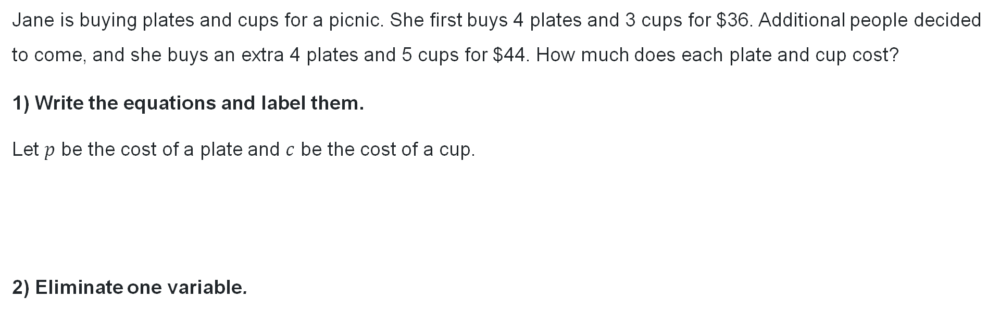 Jane is buying plates and cups for a picnic. She first buys 4 plates and 3 cups for $36. Additional people decided
to come, and she buys an extra 4 plates and 5 cups for $44. How much does each plate and cup cost?
1) Write the equations and label them.
Let p be the cost of a plate and c be the cost of a cup.
2) Eliminate one variable.